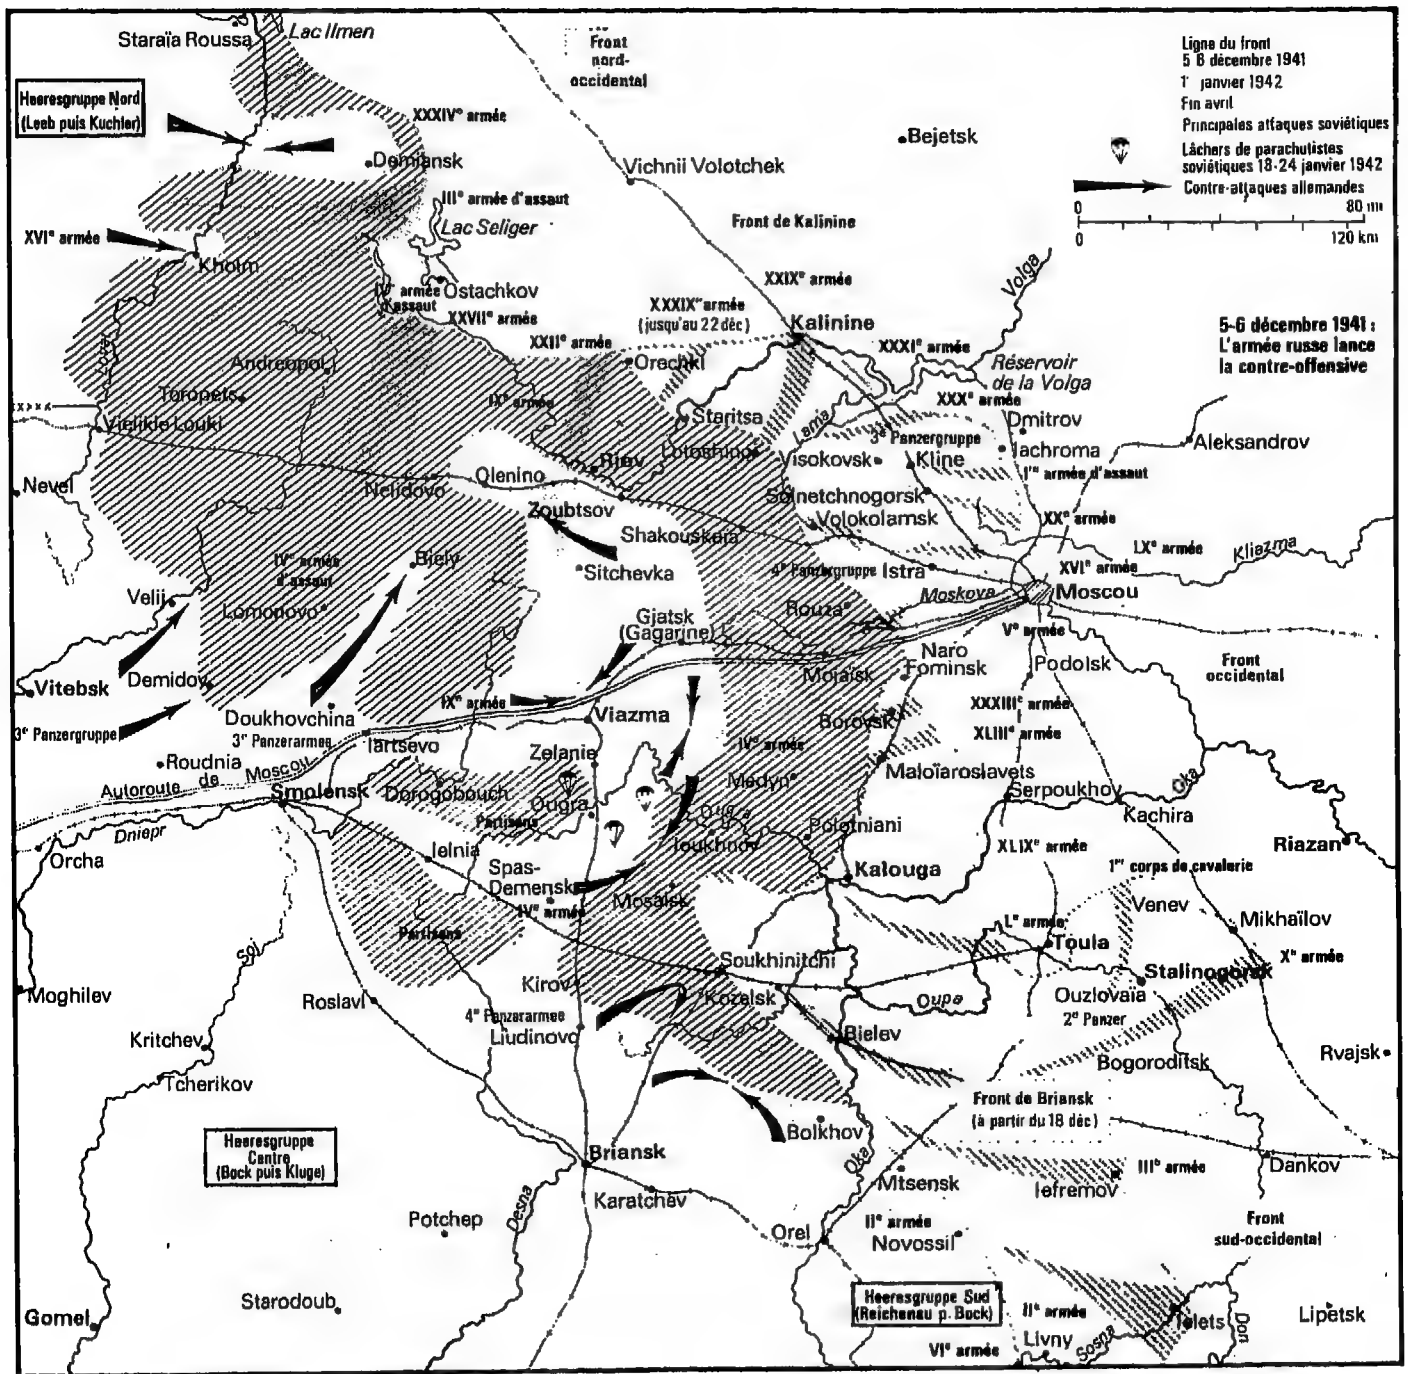 Staraïa Roussa
Lac Ilmen
Front
nord-
occidental
Ligne du front
5 6 décembre 1941
janvier 1942
Fin avril
Principales attaques soviétiques
Lâchers de parachutistes
soviétiques 18-24 janvier 1942
Contre-attaques allemandes
0
80
0
120 km
Heeresgruppe Nord
(Leeb puis Kuchler)
XXXIVe armée
Demiansk
Bejetsk
Vichnii Volotchek
IIIe armée d'assaut
Lac Seliger
Front de Kalinine
XVIe armée
Kholm
XXIXe armée
Volga
armée
Ostachkov
XXVIIe armée
XXXIXe armée
(jusqu'au 22 déc)
Kalinine
5-6 décembre 1941 :
L'armée russe lance
la contre-offensive
XXIIe armée
Orechki
XXXIe armée
Réservoir
de la Volga
Andreopol
Toropets
IXe armée
XXXe armée
Staritsa
Lama
Dmitrov
Vielikie Louki
3e Panzergruppe
Iachroma
Aleksandrov
Lotoshino
Visokovsk
Kline
Ire armée d'assaut
Rjev
Olenino
Nelidovo
Nevel
Zoubtsov
Solnetchnogorsk
Volokolamsk
XXe armée
Shakouskaia
LXe armée
Kliazma
IVe armée
d'assaut
Biely
Sitchevka
4e Panzergruppe
Istra
XVIe armée
Moskova
Moscou
Velij
Lomonovo
Rouza
Gjatsk
(Gagarine)
Ve armée
Naro
Fominsk
Podolsk
Front
occidental
Vitebsk
Demidov
Mojaïsk
IXe armée
XXXIIIe armée
Doukhovchina
3e Panzerarmee
3e Panzergruppe
Viazma
Borovsk
XLIIIe armée
Iartsevo
Zelanie
IVe armée
Roudnia
Autoroute de Moscou
Medyn
Maloïaroslavets
Smolensk
Dorogobouch
Ougra
Ougra
Serpoukhov
Oka
Kachira
Partisans
Polotniani
Dniepr
Orcha
Ielnia
Ioukhnov
XLIXe armée
Riazan
Spas-
Demensk
Kalouga
1er corps de cavalerie
Mosalsk
IVe armée
Venev
Mikhaïlov
Partisans
Le armée
Toula
Soj
Soukhinitchi
Stalinogorsk
Xe armée
Kirov
Kozelsk
Oupa
Ouzlovaïa
2e Panzer
Moghilev
Roslavl
4e Panzerarmee
Liudinovo
Bielev
Kritchev
Bogoroditsk
Rvajsk
Tcherikov
Front de Briansk
(à partir du 18 déc)
Bolkhov
Heeresgruppe
Centre
(Bock puis Kluge)
Briansk
Oka
Mtsensk
IIIe armée
Iefremov
Dankov
Karatchev
Desna
Potchep
Orel
IIe armée
Novossil
Front
sud-occidental
Starodoub
Gomel
Heeresgruppe Sud
(Reichenau p. Bock)
IIe armée
Ielets
Don
Lipetsk
VIe armée
Livny
Sosna